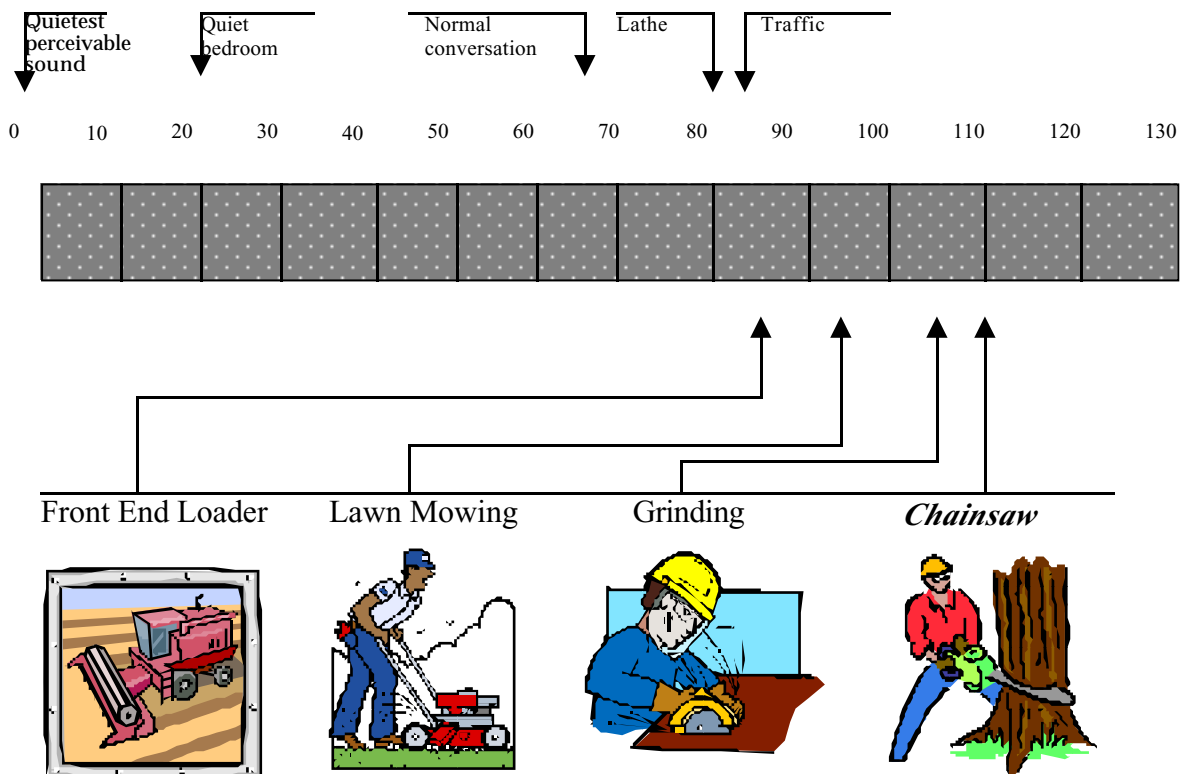 Quietest
perceivable
sound
Quiet
bedroom
Normal
conversation
Lathe
Traffic
0 10 20 30 40 50 60 70 80 90 100 110 120 130
Front End Loader
Lawn Mowing
Grinding
Chainsaw